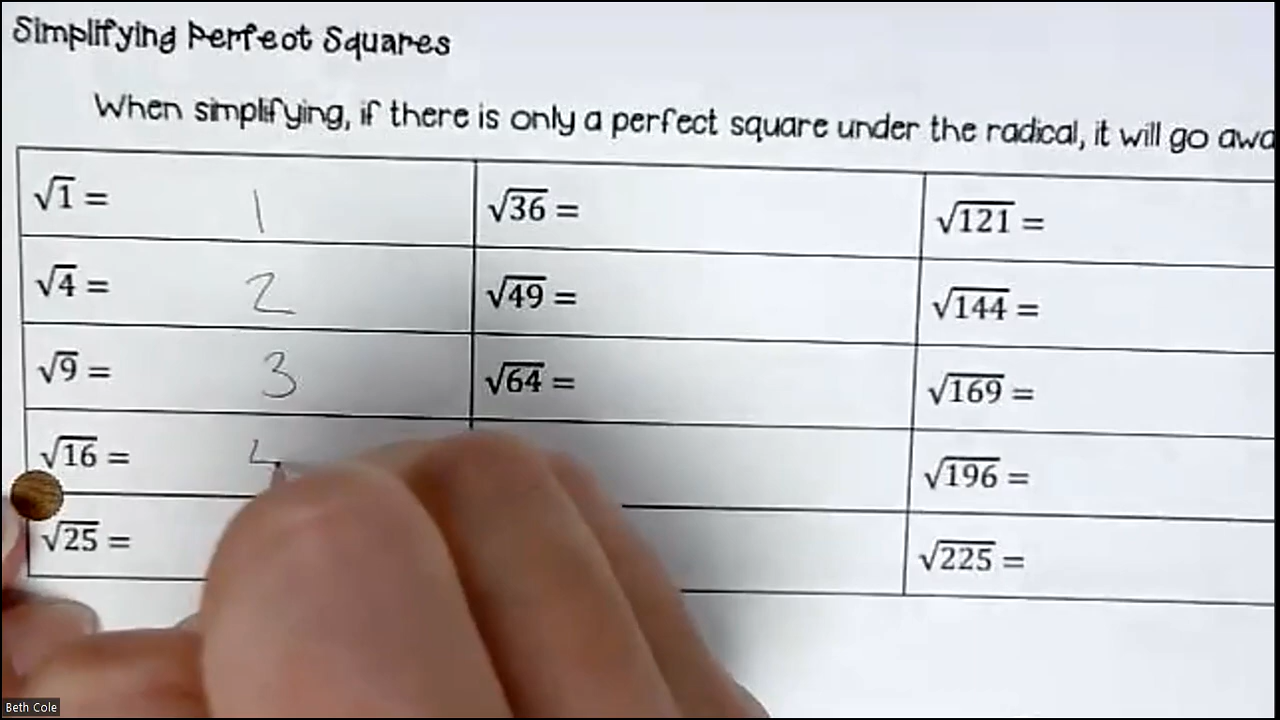 Simplifying Perfect Squares
When simplifying, if there is only a perfect square under the radical, it will go
√1 = 1 √36 = √121 =
√4 = 2 √49 = √144 =
√9 = 3 √64 = √169 =
√16 = 4 √196 =
√25 = √225 =
Beth Cole